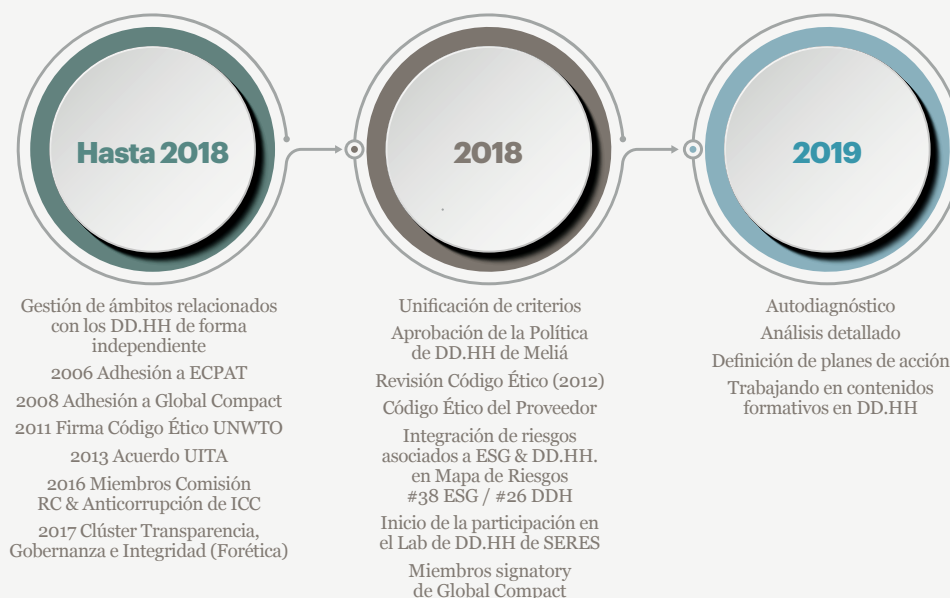 Hasta 2018
Gestión de ámbitos relacionados
con los DD.HH de forma
independiente
2006 Adhesión a ECPAT
2008 Adhesión a Global Compact
2011 Firma Código Ético UNWTO
2013 Acuerdo UITA
2016 Miembros Comisión
RC & Anticorrupción de ICC
2017 Clúster Transparencia,
Gobernanza e Integridad (Forética)
2018
Unificación de criterios
Aprobación de la Política
de DD.HH de Meliá
Revisión Código Ético (2012)
Código Ético del Proveedor
Integración de riesgos
asociados a ESG & DD.HH.
en Mapa de Riesgos
#38 ESG / #26 DDH
Inicio de la participación en
el Lab de DD.HH de SERES
Miembros signatory
de Global Compact
2019
Autodiagnóstico
Análisis detallado
Definición de planes de acción
Trabajando en contenidos
formativos en DD.HH